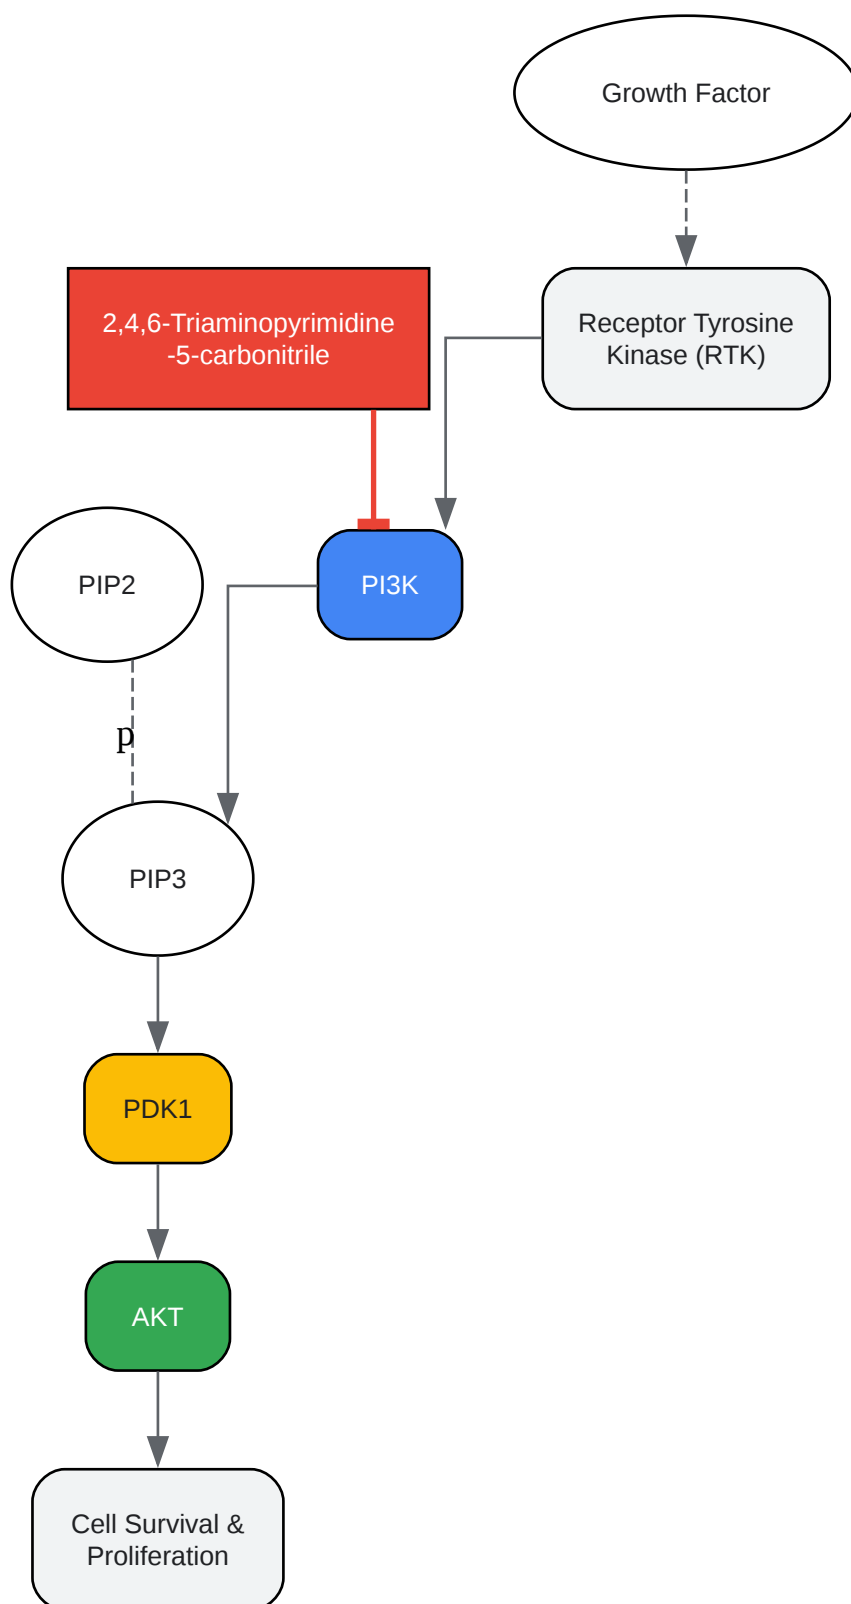 Growth Factor
2,4,6-Triaminopyrimidine
-5-carbonitrile
Receptor Tyrosine
Kinase (RTK)
PIP2
PI3K
p
PIP3
PDK1
AKT
Cell Survival &
Proliferation